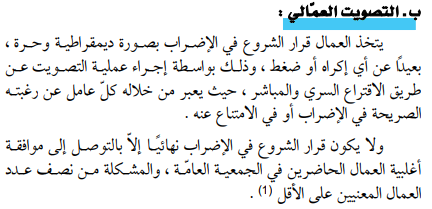 ب. التصويت العمّالي :
يتخذ العمال قرار الشروع في الإضراب بصورة ديمقراطية وحرة ،
بعيدًا عن أي إكراه أو ضغط ، وذلك بواسطة إجراء عملية التصويت عن
طريق الاقتراع السري والمباشر ، حيث يعبر من خلاله كلّ عامل عن رغبته
الصريحة في الإضراب أو في الامتناع عنه .
ولا يكون قرار الشروع في الإضراب نهائيًا إلاّ بالتوصل إلى موافقة
أغلبية العمال الحاضرين في الجمعية العامّة ، والمشكلة من نصف عدد
العمال المعنيين على الأقل (1) .